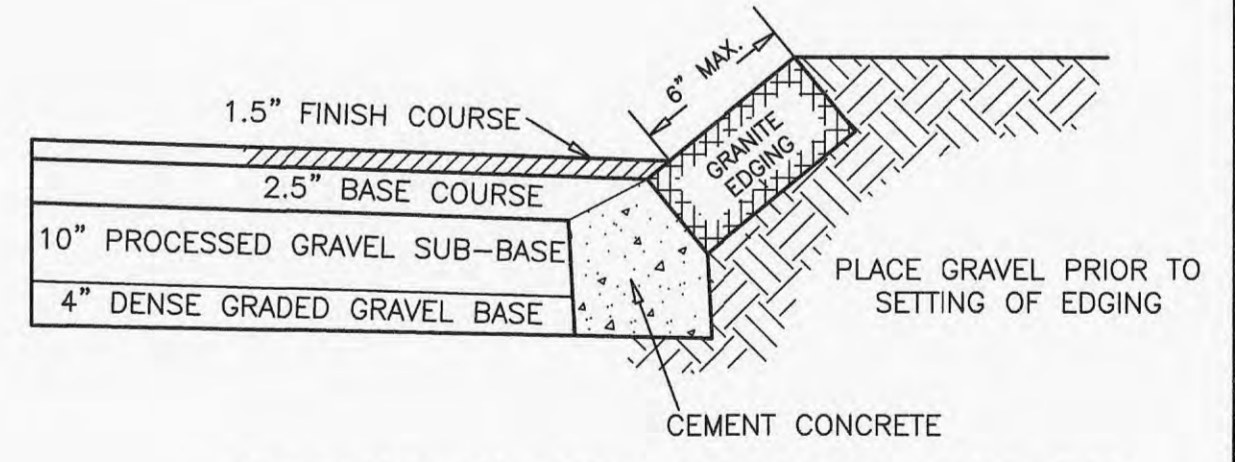 6” MAX.
1.5” FINISH COURSE
GRANITE
EDGING
2.5” BASE COURSE
10” PROCESSED GRAVEL SUB-BASE
PLACE GRAVEL PRIOR TO
SETTING OF EDGING
4” DENSE GRADED GRAVEL BASE
CEMENT CONCRETE